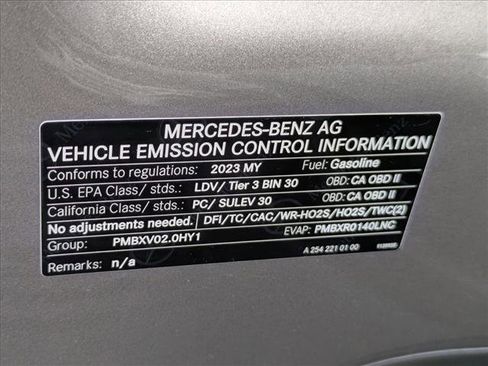 MERCEDES-BENZ AG
VEHICLE EMISSION CONTROL INFORMATION
Conforms to regulations: 2023 MY Fuel: Gasoline
U.S. EPA Class/ stds.: LDV/ Tier 3 BIN 30 OBD: CA OBD II
California Class/ stds.: PC/ SULEV 30 OBD: CA OBD II
No adjustments needed. DFI/TC/CAC/WR-HO2S/HO2S/TWC(2)
Group: PMBXV02.0HY1 EVAP: PMBXR0140LNC
A 254 221 01 00
Remarks: n/a